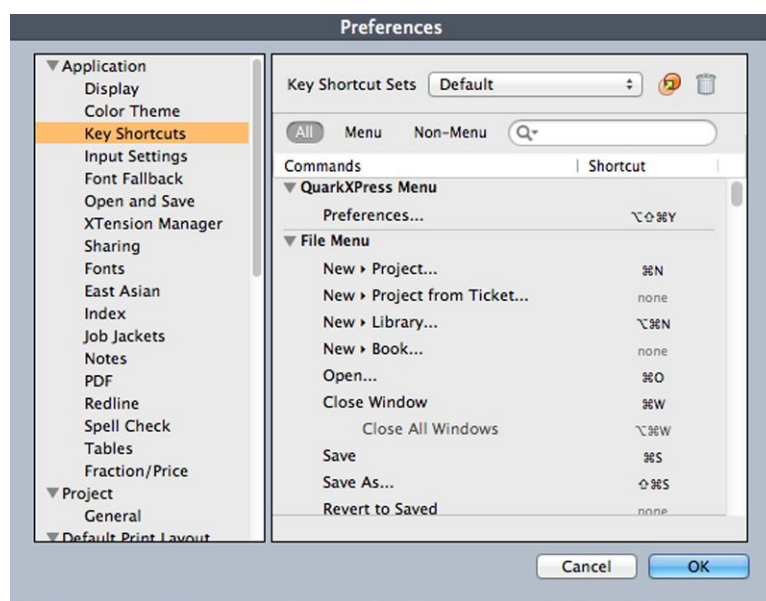 Preferences
Application
Display
Color Theme
Key Shortcuts
Input Settings
Font Fallback
Open and Save
XTension Manager
Sharing
Fonts
East Asian
Index
Job Jackets
Notes
PDF
Redline
Spell Check
Tables
Fraction/Price
Project
General
Default Print Layout
Key Shortcut Sets Default
All Menu Non-Menu
Commands Shortcut
QuarkXPress Menu
Preferences... ⌥⇧⌘Y
File Menu
New ▸ Project... ⌘N
New ▸ Project from Ticket... none
New ▸ Library... ⌥⌘N
New ▸ Book... none
Open... ⌘O
Close Window ⌘W
Close All Windows ⌥⌘W
Save ⌘S
Save As... ⇧⌘S
Revert to Saved none
Cancel OK